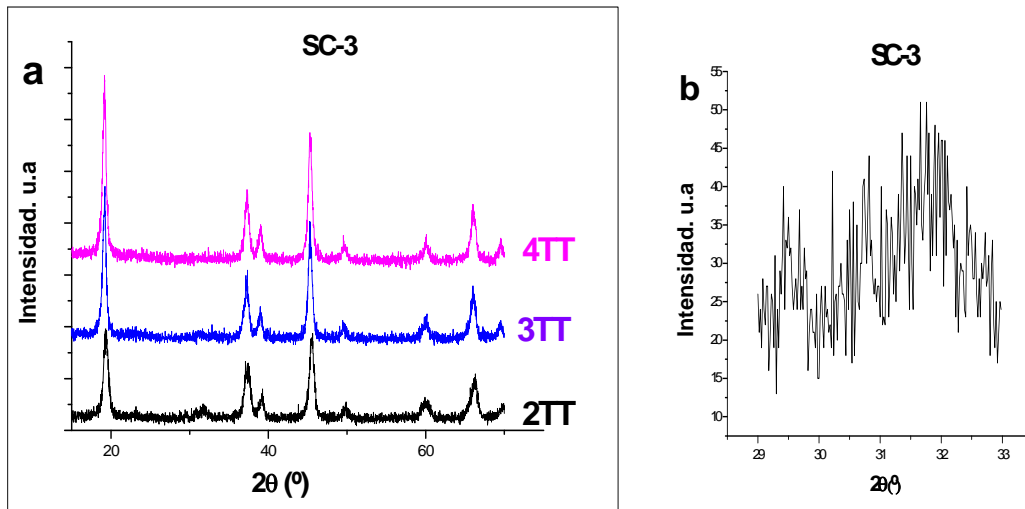 SC-3
a
Intensidad. u.a
4TT
3TT
2TT
20
40
60
2θ (º)
SC-3
b
Intensidad. u.a
55
50
45
40
35
30
25
20
15
10
29
30
31
32
33
2θ(º)